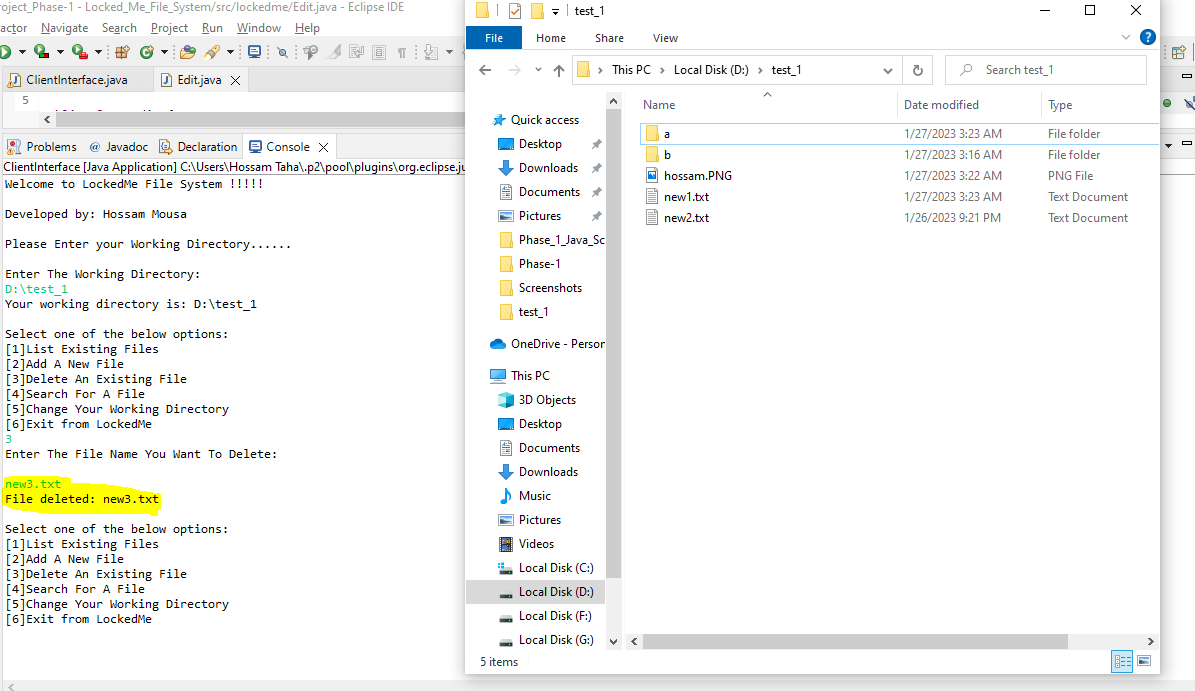 roject_Phase-1 - Locked_Me_File_System/src/lockedme/Edit.java - Eclipse IDE
actor Navigate Search Project Run Window Help
ClientInterface.java Edit.java
5
Problems @ Javadoc Declaration Console
ClientInterface [Java Application] C:\Users\Hossam Taha\.p2\pool\plugins\org.eclipse.ju
Welcome to LockedMe File System !!!!!
Developed by: Hossam Mousa
Please Enter your Working Directory......
Enter The Working Directory:
D:\test_1
Your working directory is: D:\test_1
Select one of the below options:
[1]List Existing Files
[2]Add A New File
[3]Delete An Existing File
[4]Search For A File
[5]Change Your Working Directory
[6]Exit from LockedMe
3
Enter The File Name You Want To Delete:
new3.txt
File deleted: new3.txt
Select one of the below options:
[1]List Existing Files
[2]Add A New File
[3]Delete An Existing File
[4]Search For A File
[5]Change Your Working Directory
[6]Exit from LockedMe
test_1
File Home Share View
This PC Local Disk (D:) test_1
Search test_1
Quick access
Desktop
Downloads
Documents
Pictures
Phase_1_Java_Sc
Phase-1
Screenshots
test_1
OneDrive - Person
This PC
3D Objects
Desktop
Documents
Downloads
Music
Pictures
Videos
Local Disk (C:)
Local Disk (D:)
Local Disk (F:)
Local Disk (G:)
Name Date modified Type
a 1/27/2023 3:23 AM File folder
b 1/27/2023 3:16 AM File folder
hossam.PNG 1/27/2023 3:22 AM PNG File
new1.txt 1/27/2023 3:23 AM Text Document
new2.txt 1/26/2023 9:21 PM Text Document
5 items